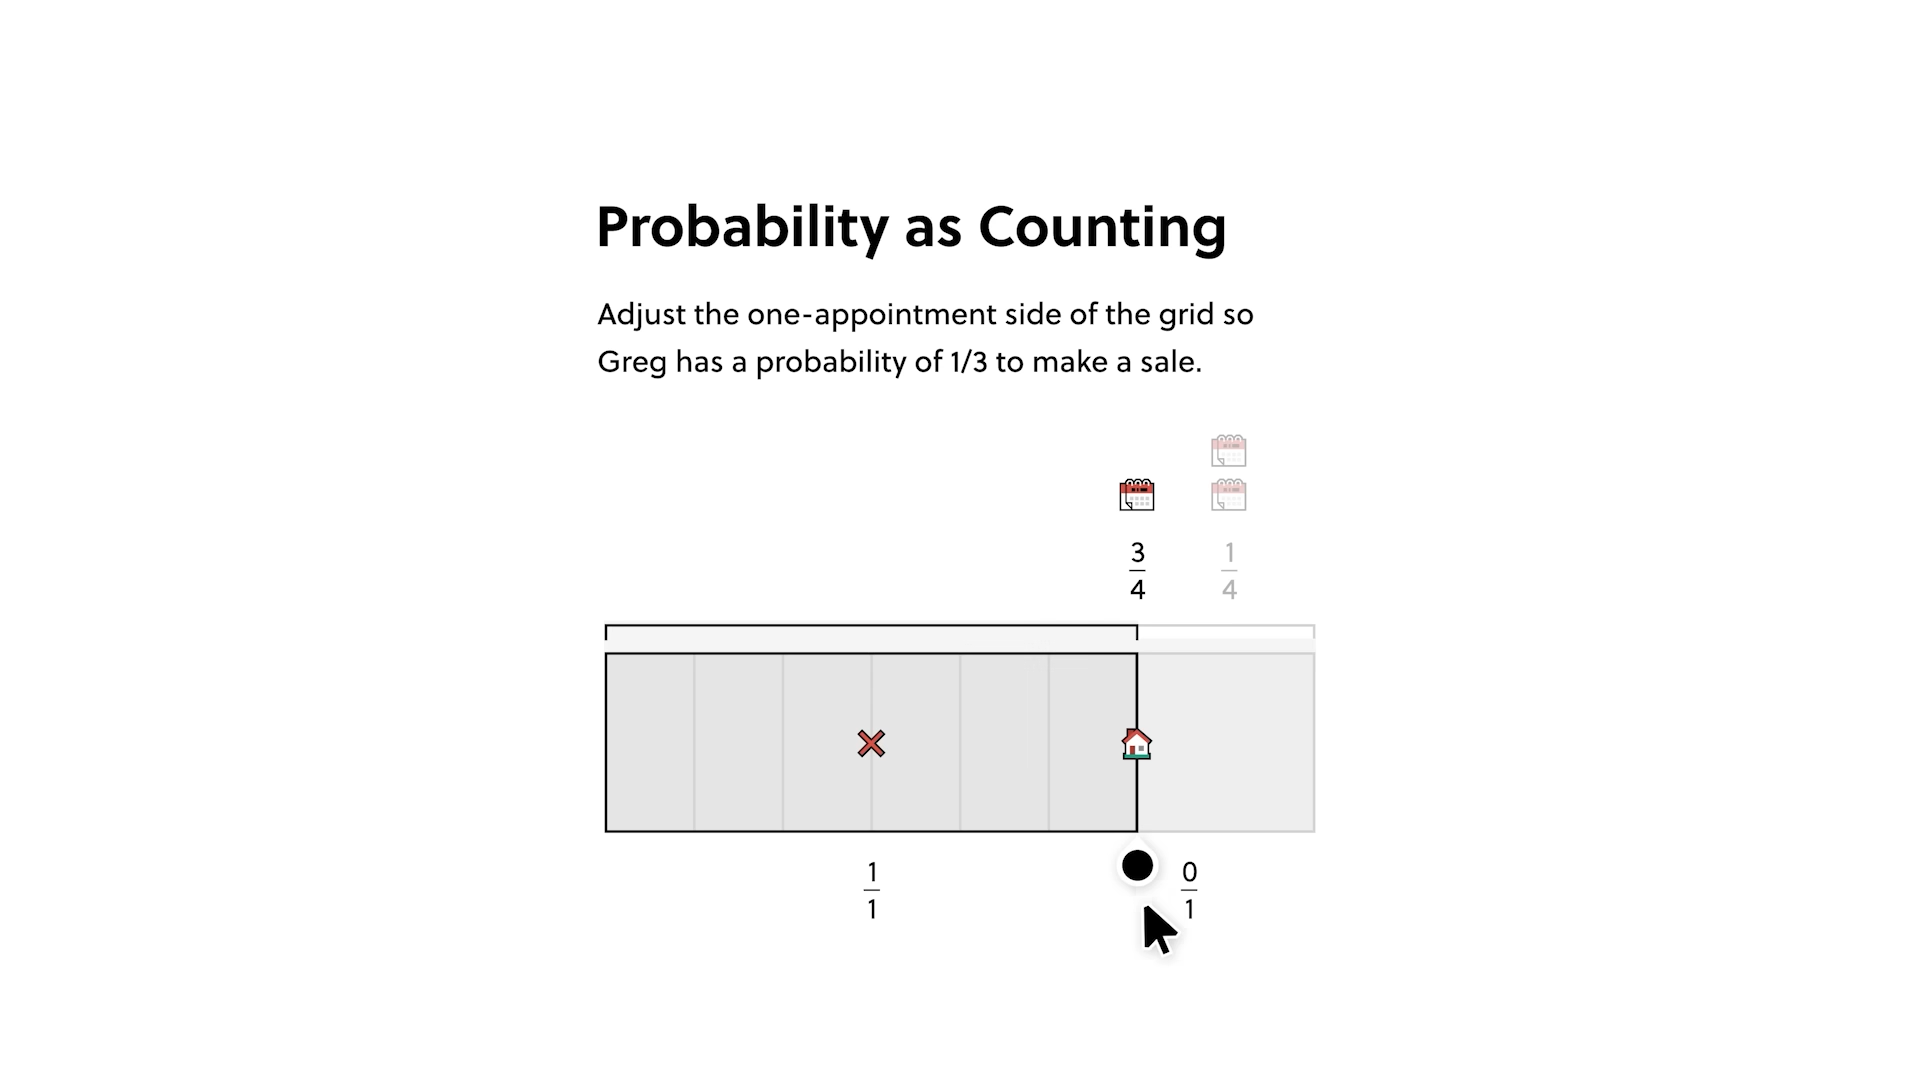 Probability as Counting
Adjust the one-appointment side of the grid so
Greg has a probability of 1/3 to make a sale.
3/4 1/4
1/1 0/1